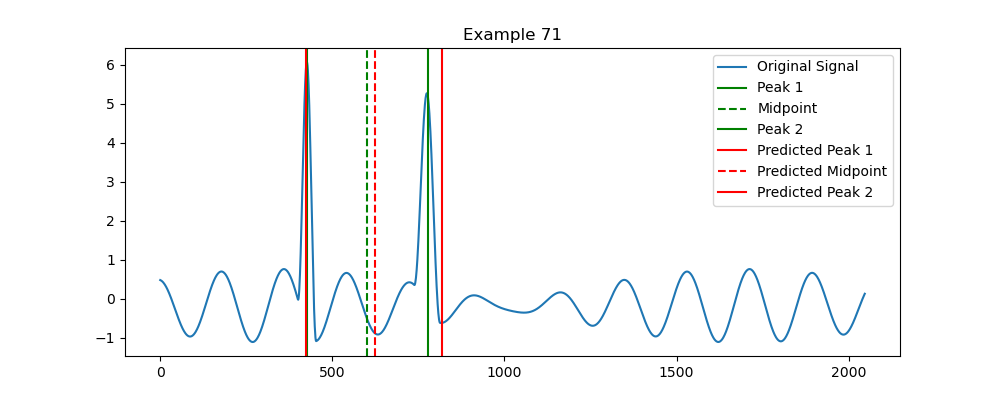 Example 71
6
5
4
3
2
1
0
−1
0
500
1000
1500
2000
Original Signal
Peak 1
Midpoint
Peak 2
Predicted Peak 1
Predicted Midpoint
Predicted Peak 2